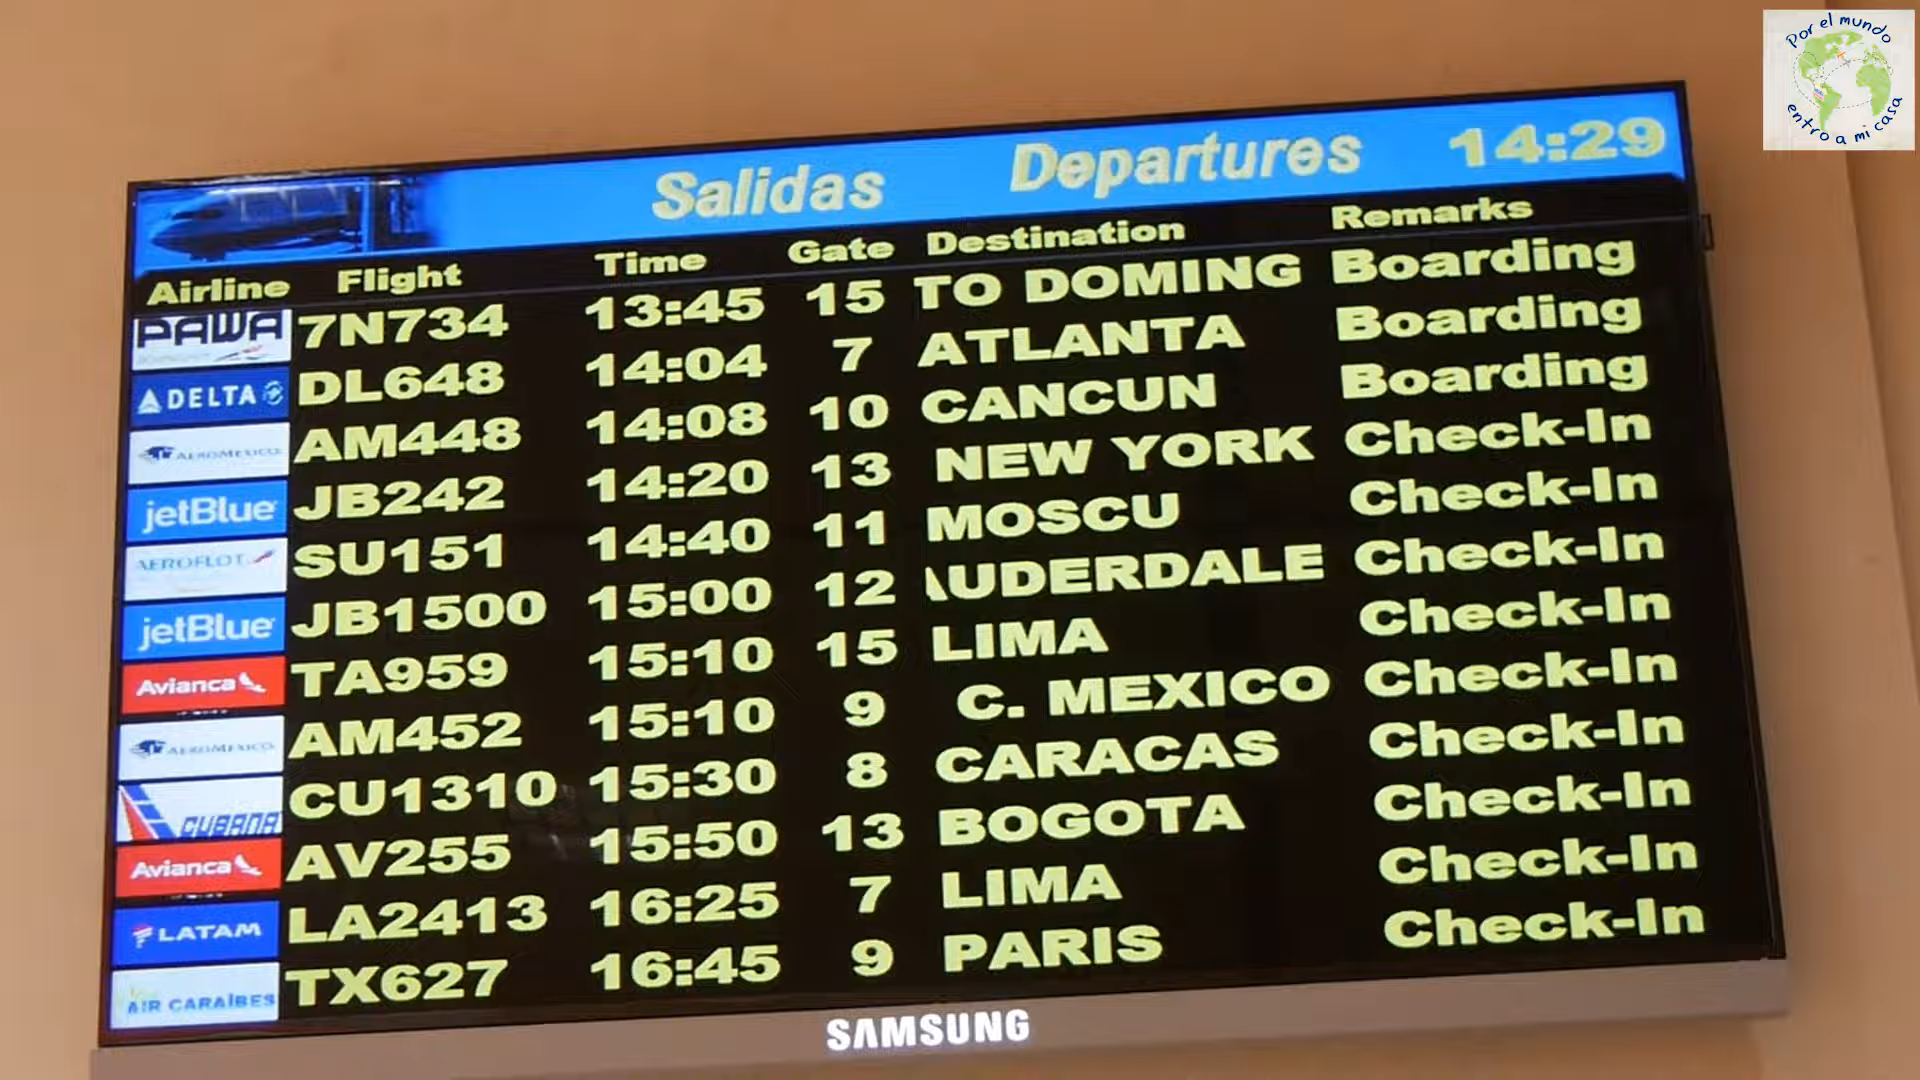 Por el mundo
entro a mi casa
Salidas Departures 14:29
Airline Flight Time Gate Destination Remarks
PAWA 7N734 13:45 15 TO DOMING Boarding
DELTA DL648 14:04 7 ATLANTA Boarding
AEROMEXICO AM448 14:08 10 CANCUN Boarding
jetBlue JB242 14:20 13 NEW YORK Check-In
AEROFLOT SU151 14:40 11 MOSCU Check-In
jetBlue JB1500 15:00 12 AUDERDALE Check-In
Avianca TA959 15:10 15 LIMA Check-In
AEROMEXICO AM452 15:10 9 C. MEXICO Check-In
CUBANA CU1310 15:30 8 CARACAS Check-In
Avianca AV255 15:50 13 BOGOTA Check-In
LATAM LA2413 16:25 7 LIMA Check-In
AIR CARAÏBES TX627 16:45 9 PARIS Check-In
SAMSUNG